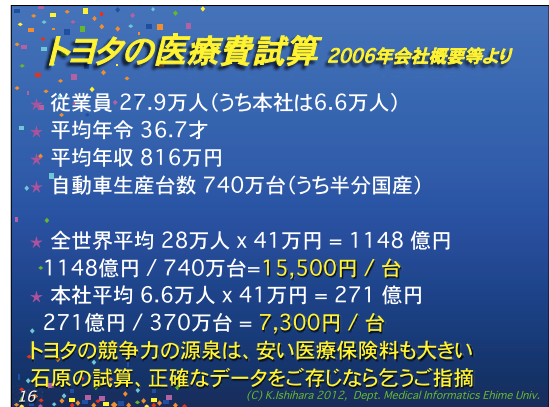 トヨタの医療費試算 2006年会社概要等より
★ 従業員 27.9万人(うち本社は6.6万人)
★ 平均年令 36.7才
★ 平均年収 816万円
★ 自動車生産台数 740万台(うち半分国産)
★ 全世界平均 28万人 x 41万円 = 1148 億円
1148億円 / 740万台=15,500円 / 台
★ 本社平均 6.6万人 x 41万円 = 271 億円
271億円 / 370万台 = 7,300円 / 台
トヨタの競争力の源泉は、安い医療保険料も大きい
石原の試算、正確なデータをご存じなら乞うご指摘
16
(C) K.Ishihara 2012, Dept. Medical Informatics Ehime Univ.